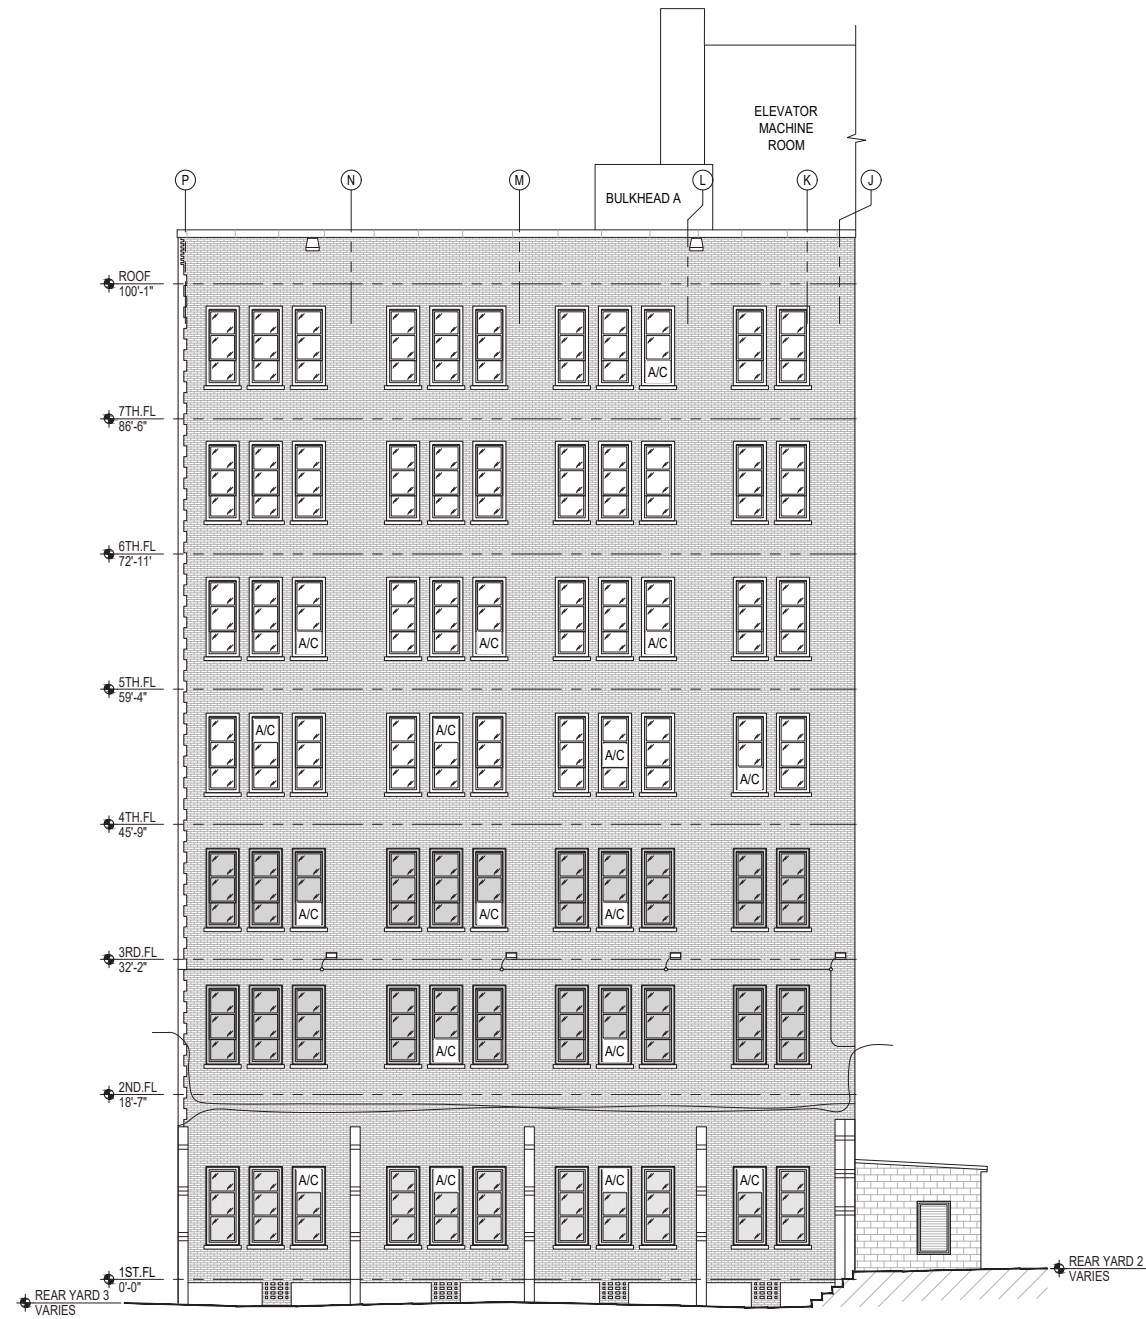 ELEVATOR
MACHINE
ROOM
BULKHEAD A
P
N
M
L
K
J
ROOF
100'-1"
A/C
7TH.FL
86'-6"
6TH.FL
72'-11'
A/C
A/C
A/C
5TH.FL
59'-4"
A/C
A/C
A/C
A/C
4TH.FL
45'-9"
A/C
A/C
A/C
3RD.FL
32'-2"
A/C
A/C
2ND.FL
18'-7"
A/C
A/C
A/C
A/C
1ST.FL
0'-0"
REAR YARD 3
VARIES
REAR YARD 2
VARIES